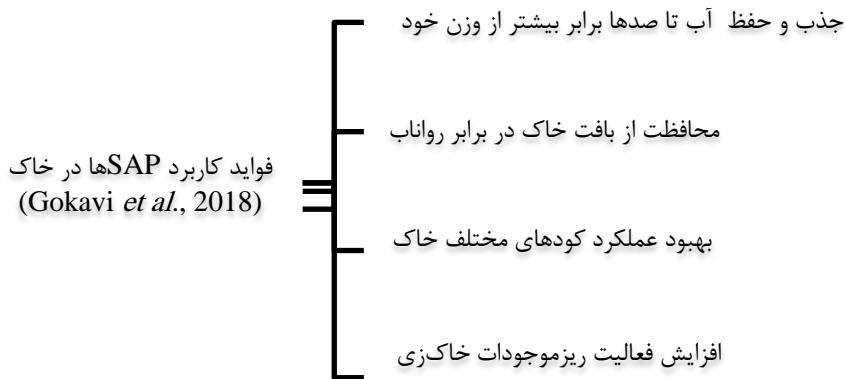 جذب و حفظ آب تا صدها برابر بیشتر از وزن خود
محافظت از بافت خاک در برابر رواناب
فواید کاربرد SAPها در خاک
(Gokavi et al., 2018)
بهبود عملکرد کودهای مختلف خاک
افزایش فعالیت ریزموجودات خاک‌زی